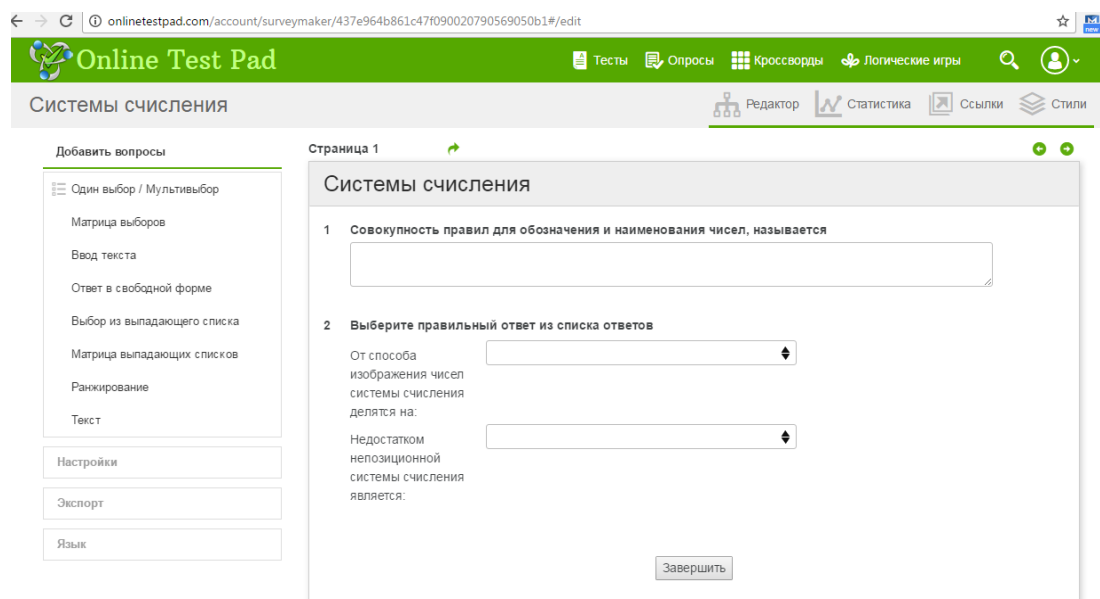 onlinetestpad.com/account/surveymaker/437e964b861c47f090020790569050b1#/edit
new
Online Test Pad
Тесты Опросы Кроссворды Логические игры
Системы счисления
Редактор Статистика Ссылки Стили
Добавить вопросы
Один выбор / Мультивыбор
Матрица выборов
Ввод текста
Ответ в свободной форме
Выбор из выпадающего списка
Матрица выпадающих списков
Ранжирование
Текст
Настройки
Экспорт
Язык
Страница 1
Системы счисления
1 Совокупность правил для обозначения и наименования чисел, называется
2 Выберите правильный ответ из списка ответов
От способа
изображения чисел
системы счисления
делятся на:
Недостатком
непозиционной
системы счисления
является:
Завершить